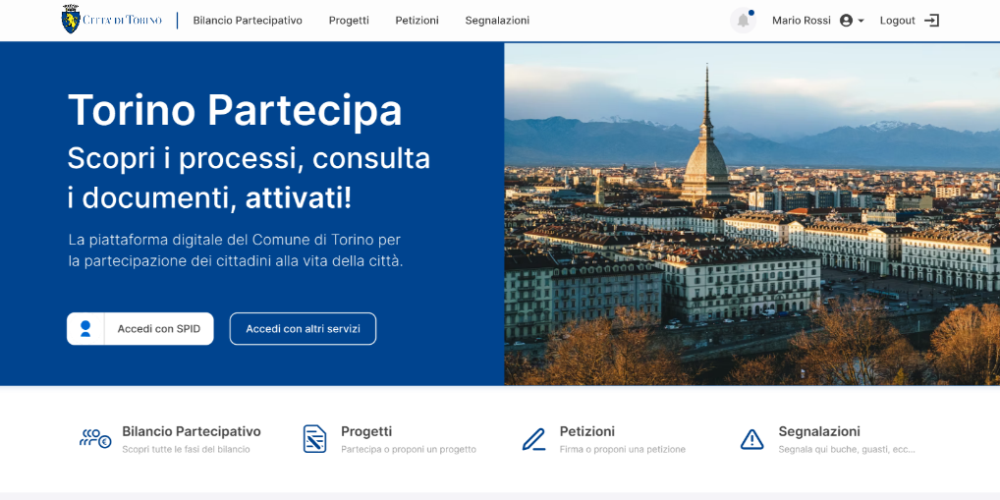 CITTA' DI TORINO
Bilancio Partecipativo
Progetti
Petizioni
Segnalazioni
Mario Rossi
Logout
Torino Partecipa
Scopri i processi, consulta
i documenti, attivati!
La piattaforma digitale del Comune di Torino per
la partecipazione dei cittadini alla vita della città.
Accedi con SPID
Accedi con altri servizi
Bilancio Partecipativo
Scopri tutte le fasi del bilancio
Progetti
Partecipa o proponi un progetto
Petizioni
Firma o proponi una petizione
Segnalazioni
Segnala qui buche, guasti, ecc...